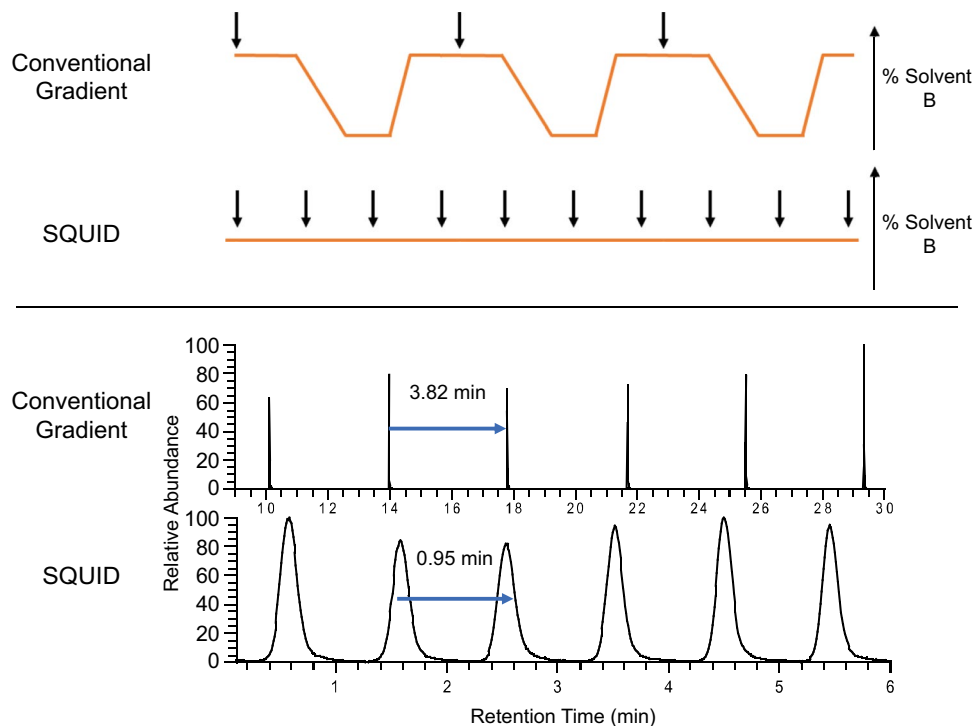 Conventional
Gradient
% Solvent
B
SQUID
% Solvent
B
Conventional
Gradient
Relative Abundance
100
80
60
40
20
0
3.82 min
10 14 18 20 22 24 26 28 30
SQUID
100
80
60
40
20
0
0.95 min
1 2 3 4 5 6
Retention Time (min)